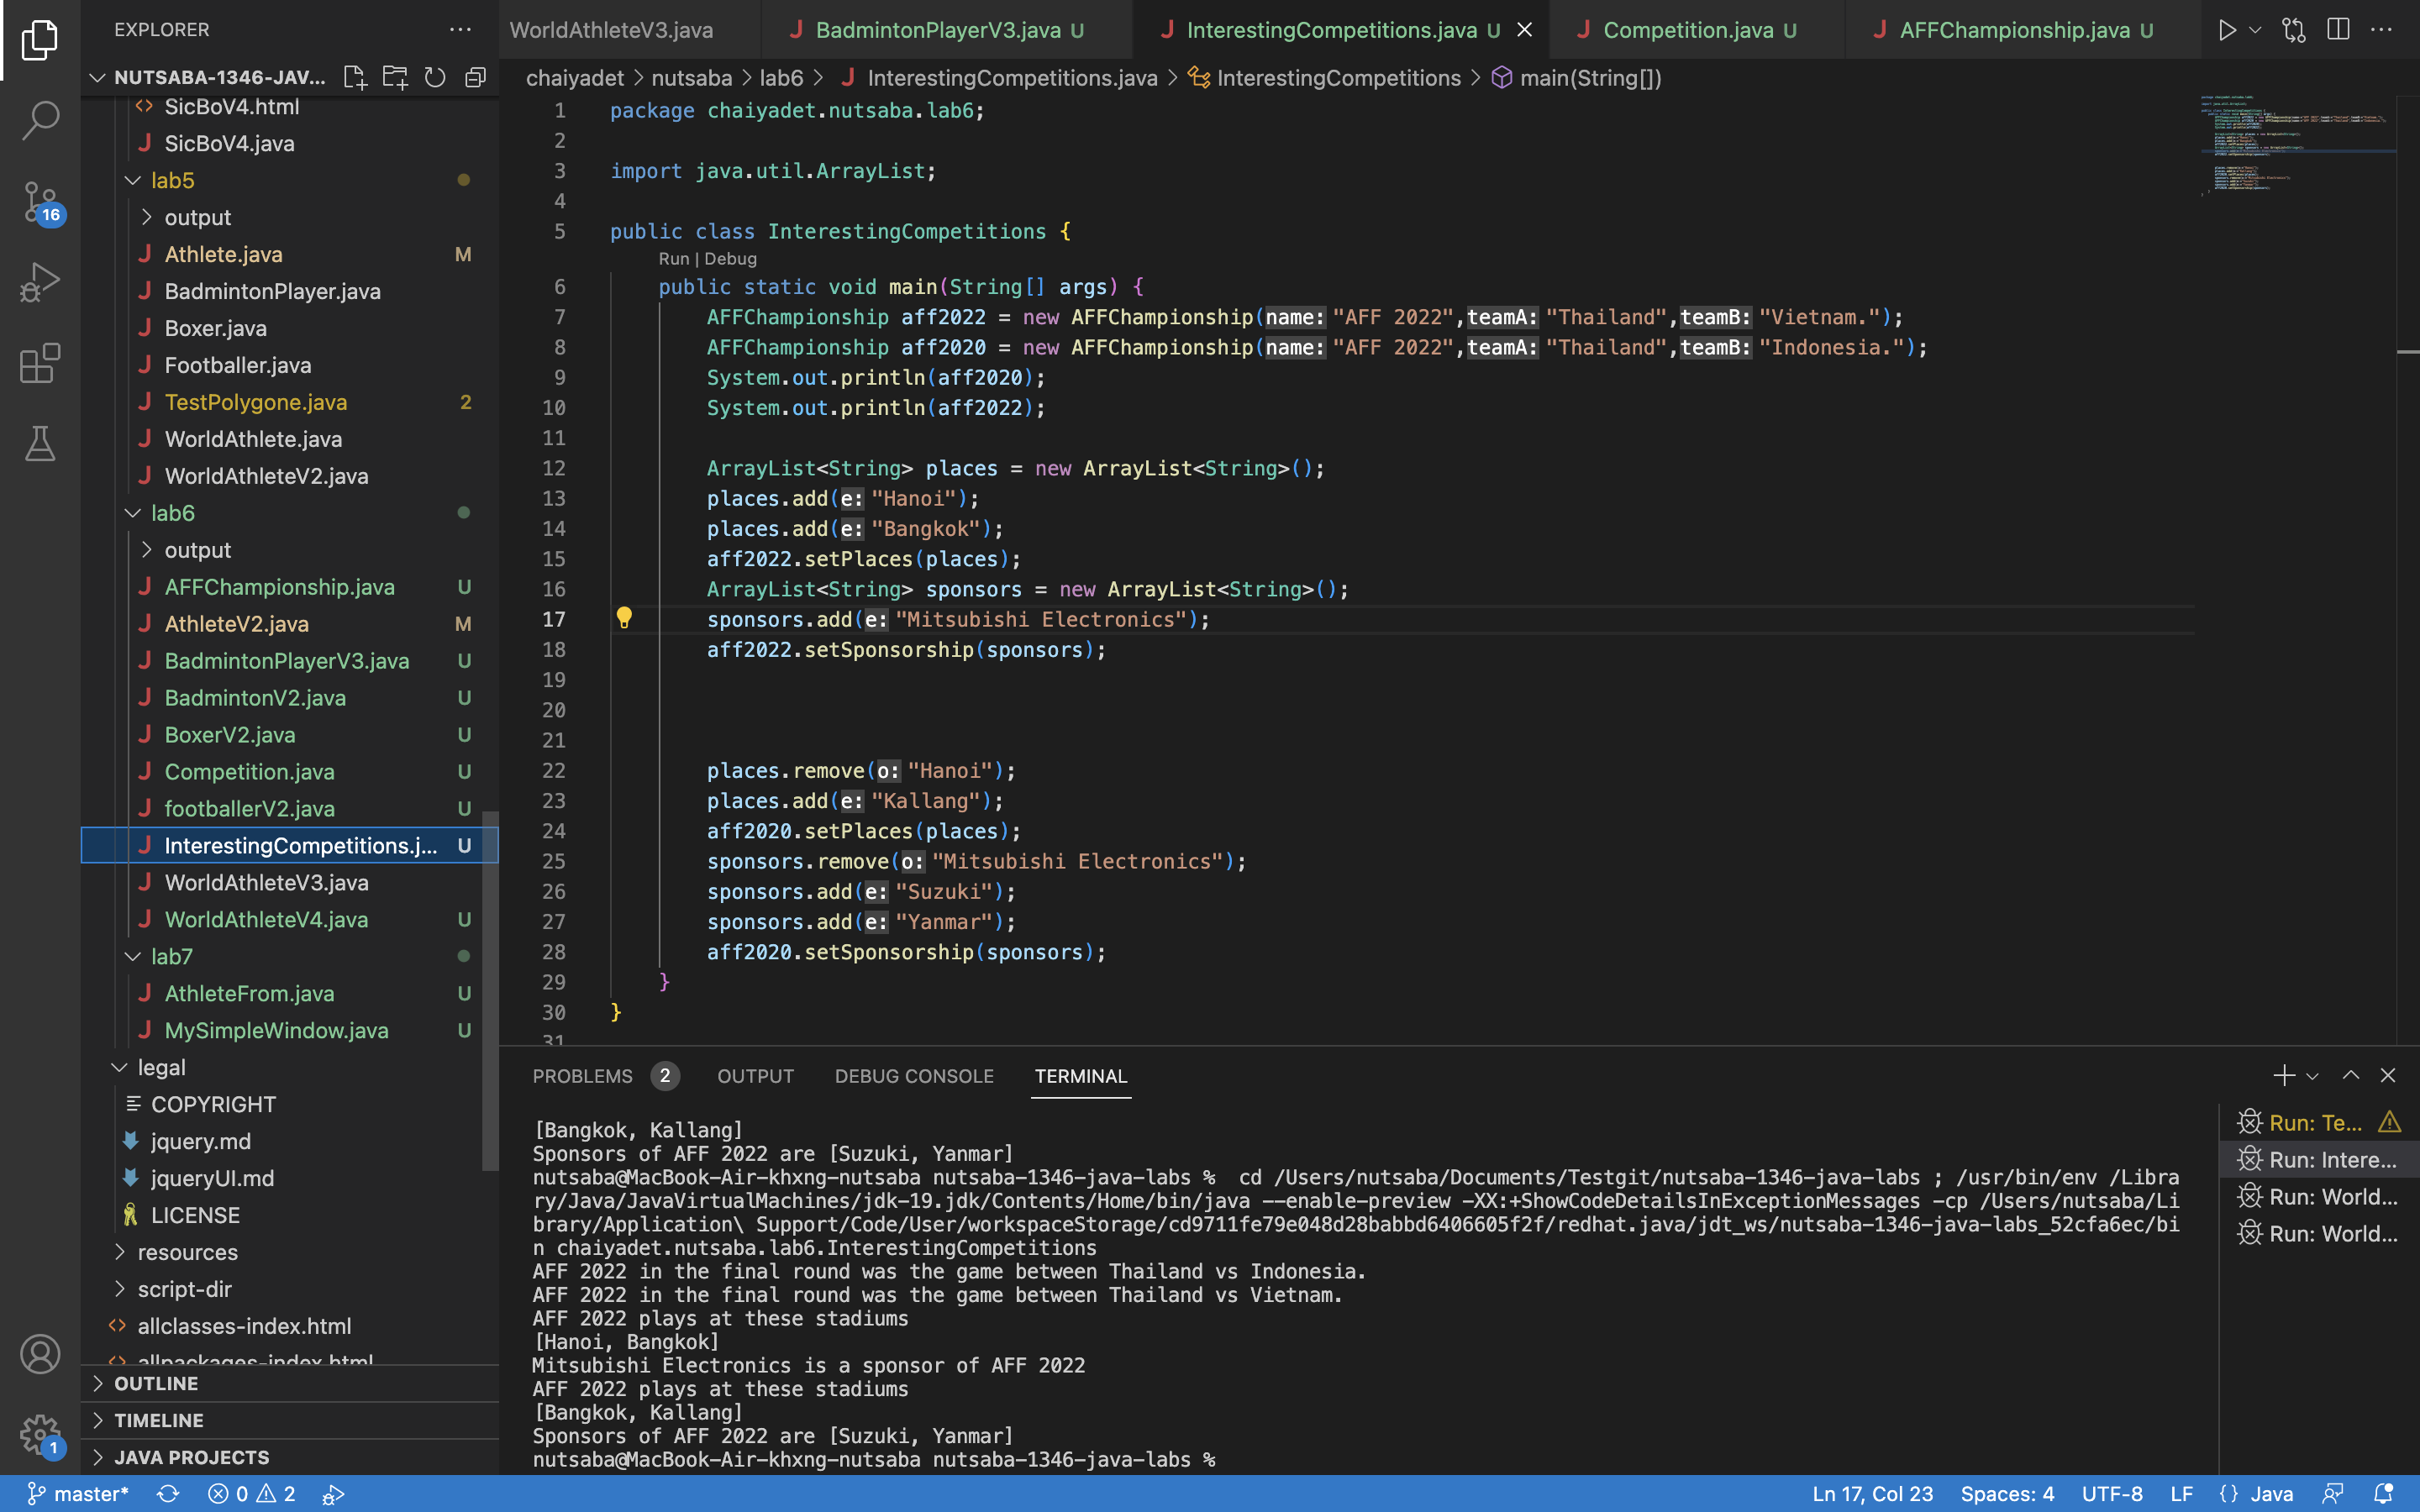 EXPLORER
NUTSABA-1346-JAV...
SicBoV4.html
SicBoV4.java
lab5
output
Athlete.java M
BadmintonPlayer.java
Boxer.java
Footballer.java
TestPolygone.java 2
WorldAthlete.java
WorldAthleteV2.java
lab6
output
AFFChampionship.java U
AthleteV2.java M
BadmintonPlayerV3.java U
BadmintonV2.java U
BoxerV2.java U
Competition.java U
footballerV2.java U
InterestingCompetitions.j... U
WorldAthleteV3.java
WorldAthleteV4.java U
lab7
AthleteFrom.java U
MySimpleWindow.java U
legal
COPYRIGHT
jquery.md
jqueryUI.md
LICENSE
resources
script-dir
allclasses-index.html
allpackages-index.html
OUTLINE
TIMELINE
JAVA PROJECTS
16
1
WorldAthleteV3.java
BadmintonPlayerV3.java U
InterestingCompetitions.java U
Competition.java U
AFFChampionship.java U
chaiyadet > nutsaba > lab6 > InterestingCompetitions.java > InterestingCompetitions > main(String[])
1 package chaiyadet.nutsaba.lab6;
2
3 import java.util.ArrayList;
4
5 public class InterestingCompetitions {
Run | Debug
6 public static void main(String[] args) {
7 AFFChampionship aff2022 = new AFFChampionship(name:"AFF 2022",teamA:"Thailand",teamB:"Vietnam.");
8 AFFChampionship aff2020 = new AFFChampionship(name:"AFF 2022",teamA:"Thailand",teamB:"Indonesia.");
9 System.out.println(aff2020);
10 System.out.println(aff2022);
11
12 ArrayList<String> places = new ArrayList<String>();
13 places.add(e:"Hanoi");
14 places.add(e:"Bangkok");
15 aff2022.setPlaces(places);
16 ArrayList<String> sponsors = new ArrayList<String>();
17 sponsors.add(e:"Mitsubishi Electronics");
18 aff2022.setSponsorship(sponsors);
19
20
21
22 places.remove(o:"Hanoi");
23 places.add(e:"Kallang");
24 aff2020.setPlaces(places);
25 sponsors.remove(o:"Mitsubishi Electronics");
26 sponsors.add(e:"Suzuki");
27 sponsors.add(e:"Yanmar");
28 aff2020.setSponsorship(sponsors);
29 }
30 }
31
PROBLEMS 2 OUTPUT DEBUG CONSOLE TERMINAL
[Bangkok, Kallang]
Sponsors of AFF 2022 are [Suzuki, Yanmar]
nutsaba@MacBook-Air-khxng-nutsaba nutsaba-1346-java-labs %  cd /Users/nutsaba/Documents/Testgit/nutsaba-1346-java-labs ; /usr/bin/env /Libra
ry/Java/JavaVirtualMachines/jdk-19.jdk/Contents/Home/bin/java --enable-preview -XX:+ShowCodeDetailsInExceptionMessages -cp /Users/nutsaba/Li
brary/Application\ Support/Code/User/workspaceStorage/cd9711fe79e048d28babbd6406605f2f/redhat.java/jdt_ws/nutsaba-1346-java-labs_52cfa6ec/bi
n chaiyadet.nutsaba.lab6.InterestingCompetitions
AFF 2022 in the final round was the game between Thailand vs Indonesia.
AFF 2022 in the final round was the game between Thailand vs Vietnam.
AFF 2022 plays at these stadiums
[Hanoi, Bangkok]
Mitsubishi Electronics is a sponsor of AFF 2022
AFF 2022 plays at these stadiums
[Bangkok, Kallang]
Sponsors of AFF 2022 are [Suzuki, Yanmar]
nutsaba@MacBook-Air-khxng-nutsaba nutsaba-1346-java-labs %
Run: Te...
Run: Intere...
Run: World...
Run: World...
master* 0 2 Ln 17, Col 23 Spaces: 4 UTF-8 LF {} Java